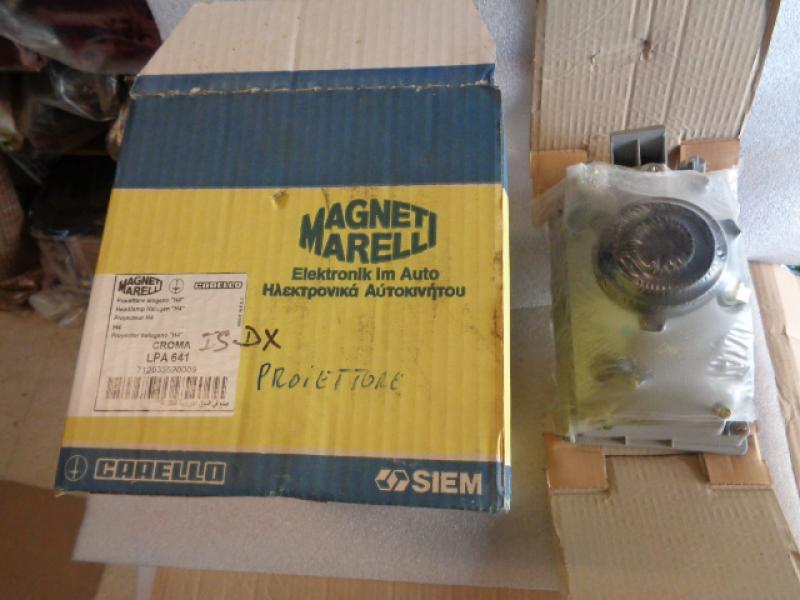 MAGNETI
MARELLI
Elektronik Im Auto
Ηλεκτρονικά Αύτοκινήτου
MAGNETI
MARELLI
CARELLO
Proiettore alogeno "H4"
Headlamp Halogen "H4"
Projecteur H4
H4
Proyector halogeno "H4"
CROMA
LPA 641
DX
PROIETTORE
CARELLO
SIEM